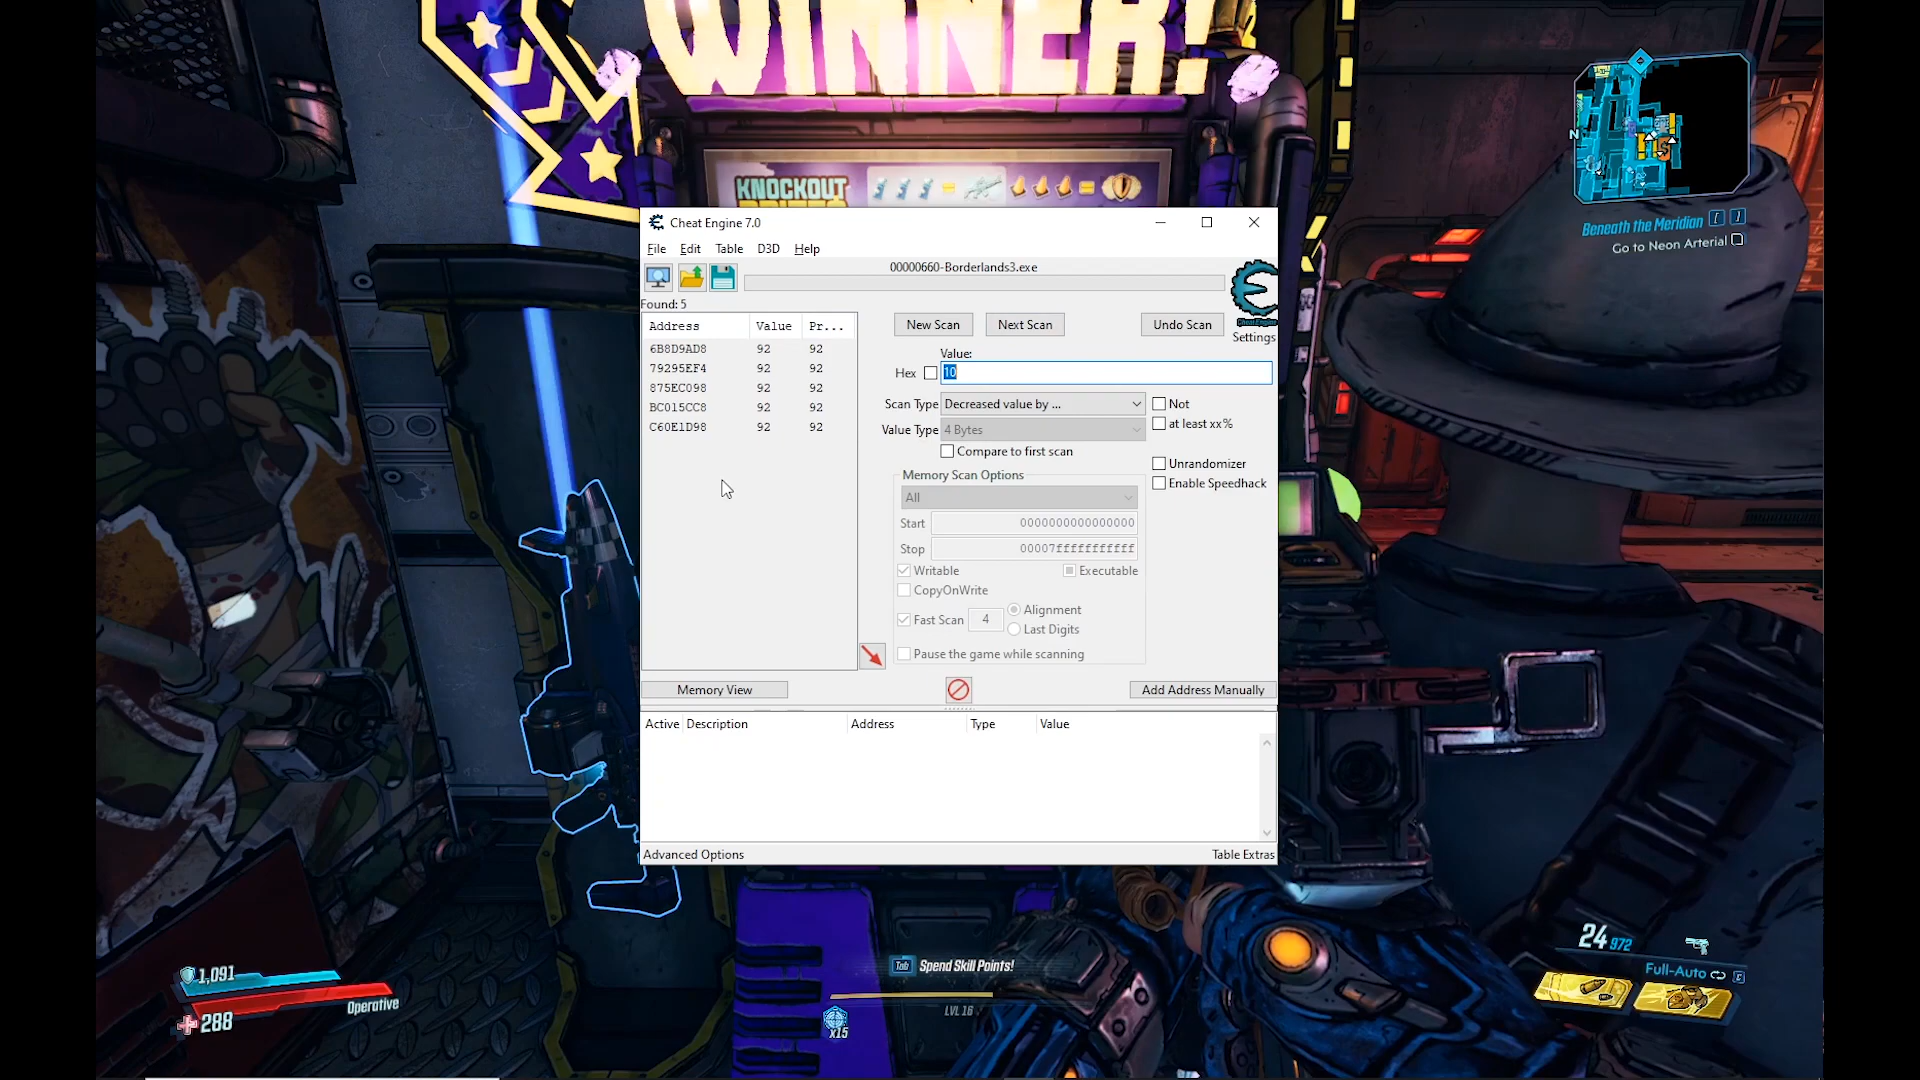 WINNER!
KNOCKOUT
N
Beneath the Meridian [ ]
Go to Neon Arterial
Cheat Engine 7.0
File Edit Table D3D Help
00000660-Borderlands3.exe
Found: 5
Address Value Pr...
6B8D9AD8 92 92
79295EF4 92 92
875EC098 92 92
BC015CC8 92 92
C60E1D98 92 92
New Scan Next Scan Undo Scan
Cheat Engine
Settings
Value:
Hex 10
Scan Type Decreased value by ... Not
at least xx%
Value Type 4 Bytes
Compare to first scan
Unrandomizer
Enable Speedhack
Memory Scan Options
All
Start 0000000000000000
Stop 00007fffffffffff
Writable Executable
CopyOnWrite
Fast Scan 4 Alignment
Last Digits
Pause the game while scanning
Memory View Add Address Manually
Active Description Address Type Value
Advanced Options Table Extras
1,091
288
Operative
Tab Spend Skill Points!
LVL 16
x15
24 972
Full-Auto